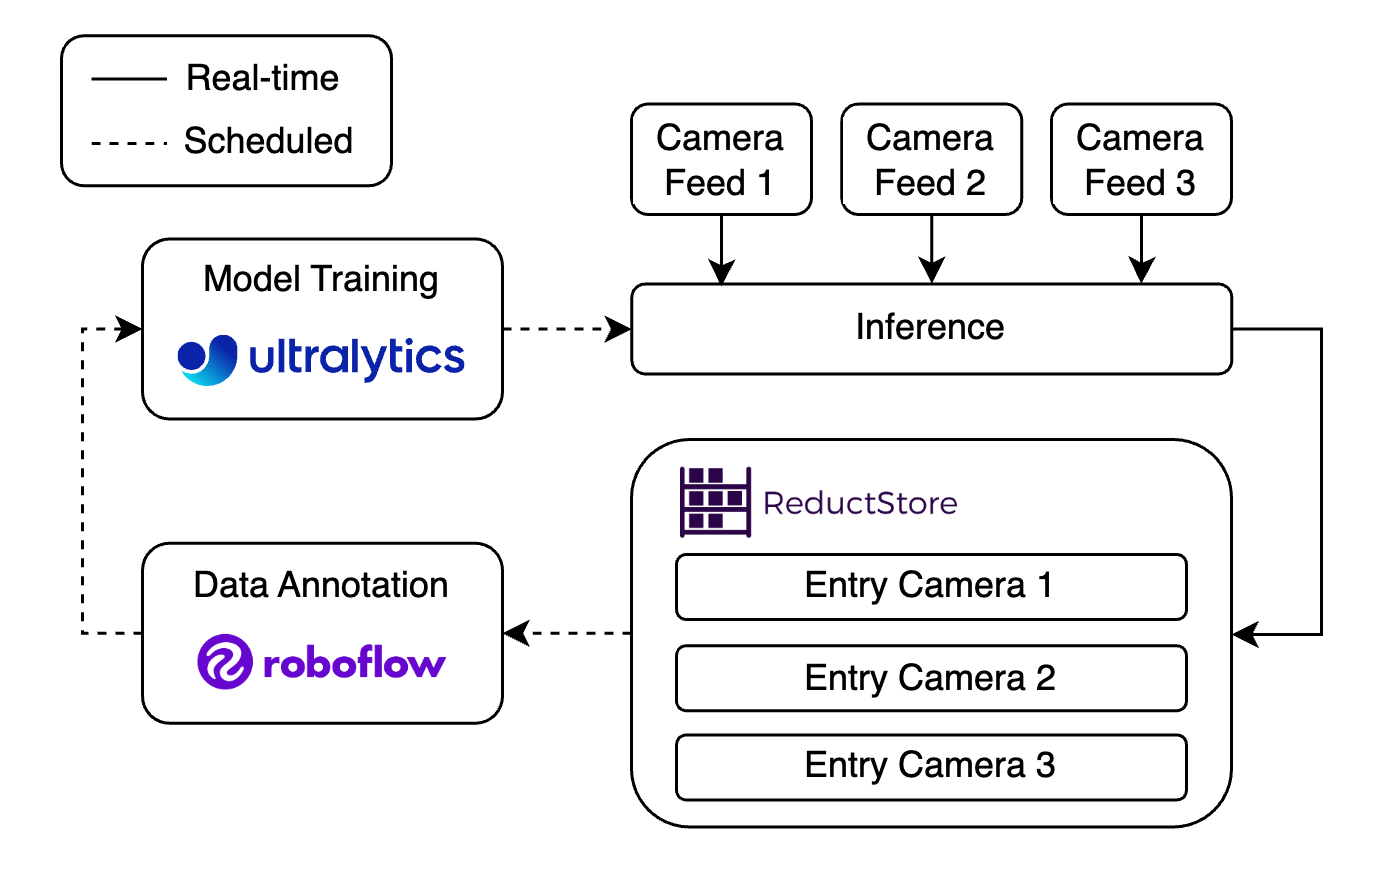 Real-time
Scheduled
Camera
Feed 1
Camera
Feed 2
Camera
Feed 3
Model Training
ultralytics
Inference
ReductStore
Entry Camera 1
Entry Camera 2
Entry Camera 3
Data Annotation
roboflow